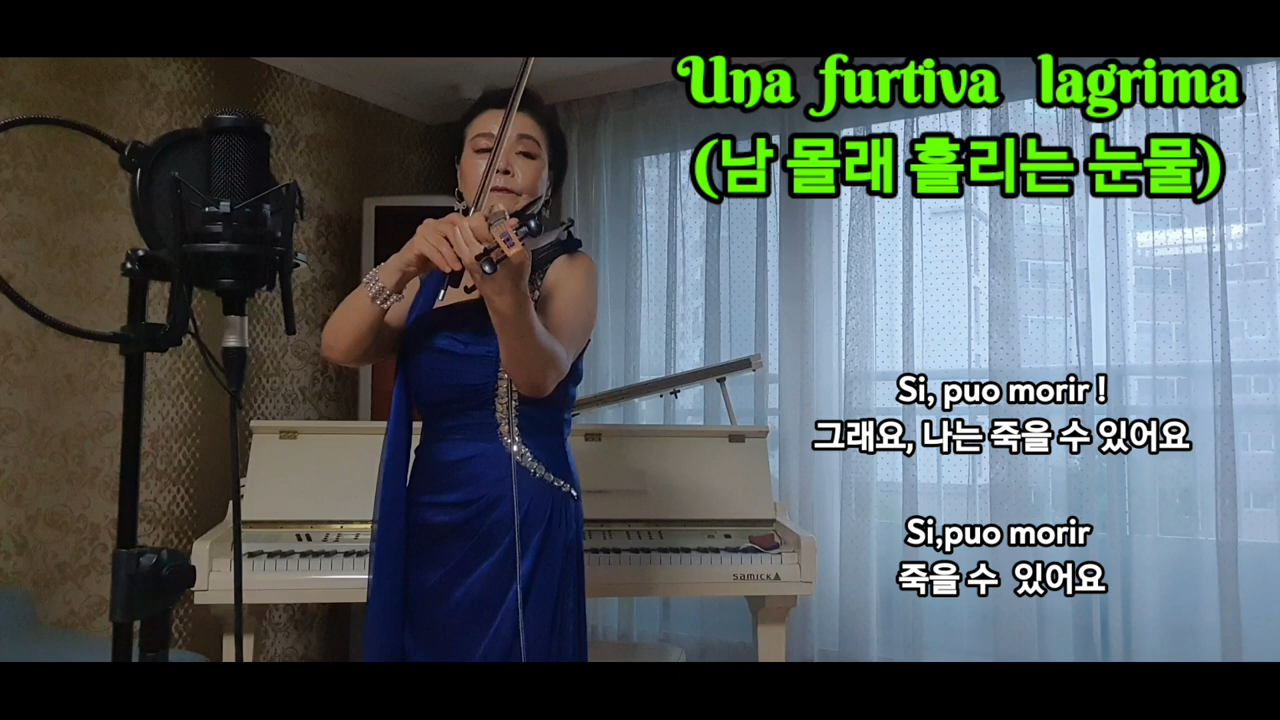 Una furtiva lagrima
(남 몰래 흘리는 눈물)
Si, puo morir !
그래요, 나는 죽을 수 있어요
Si,puo morir
죽을 수 있어요
SAMICK